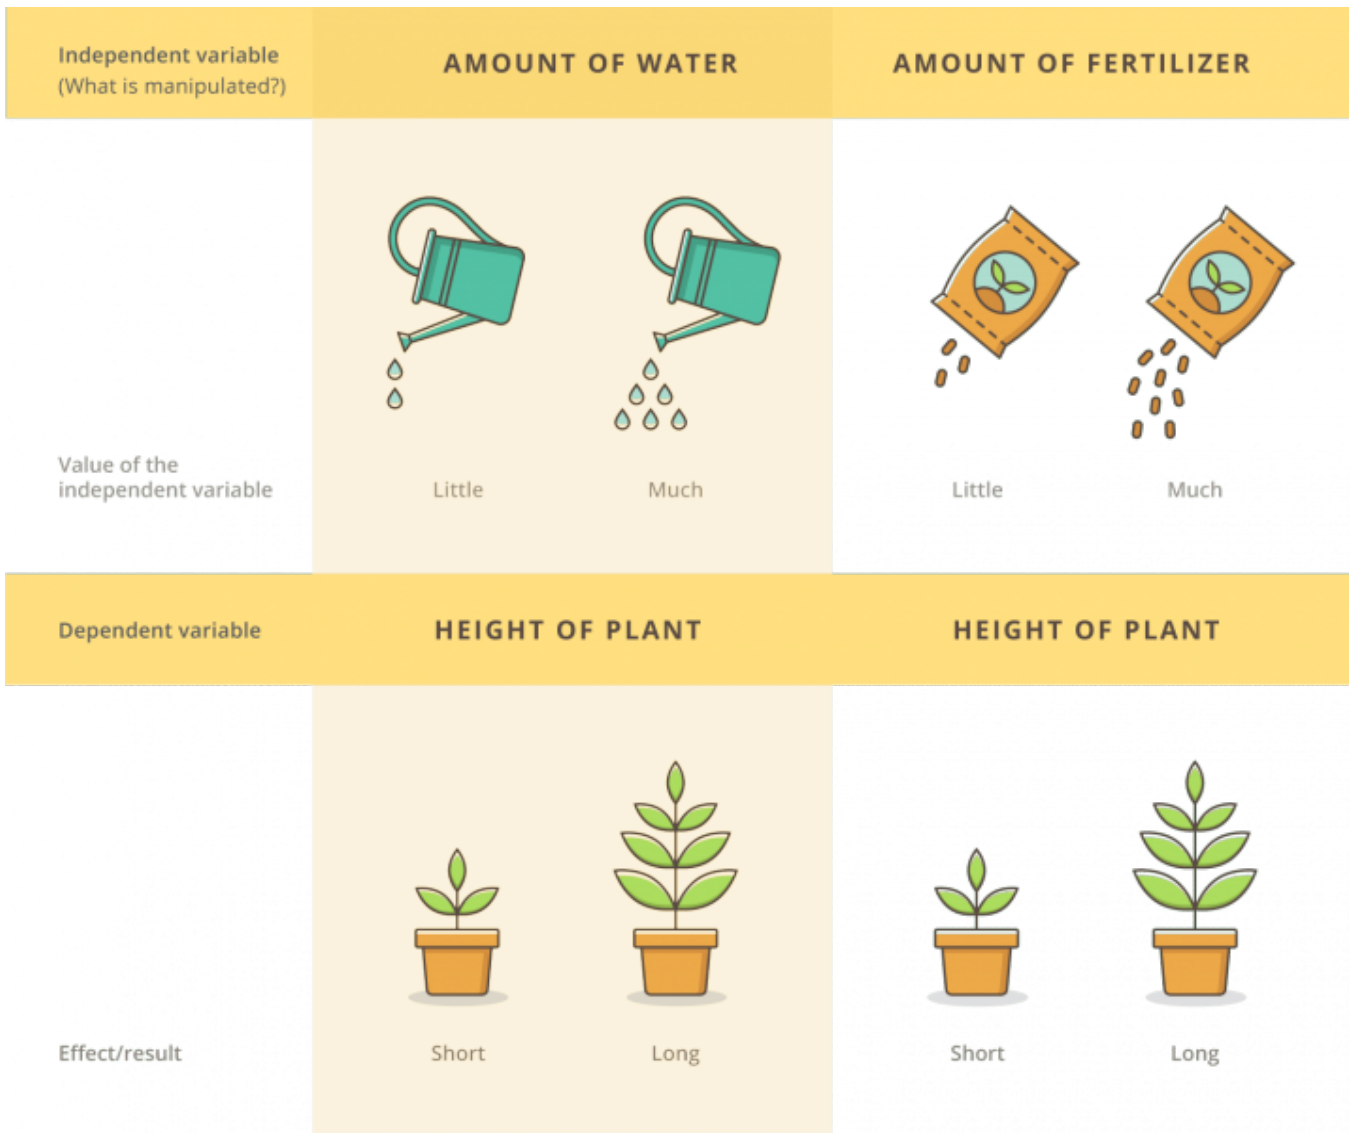 Independent variable
(What is manipulated?)
AMOUNT OF WATER
AMOUNT OF FERTILIZER
Value of the
independent variable
Little
Much
Little
Much
Dependent variable
HEIGHT OF PLANT
HEIGHT OF PLANT
Effect/result
Short
Long
Short
Long